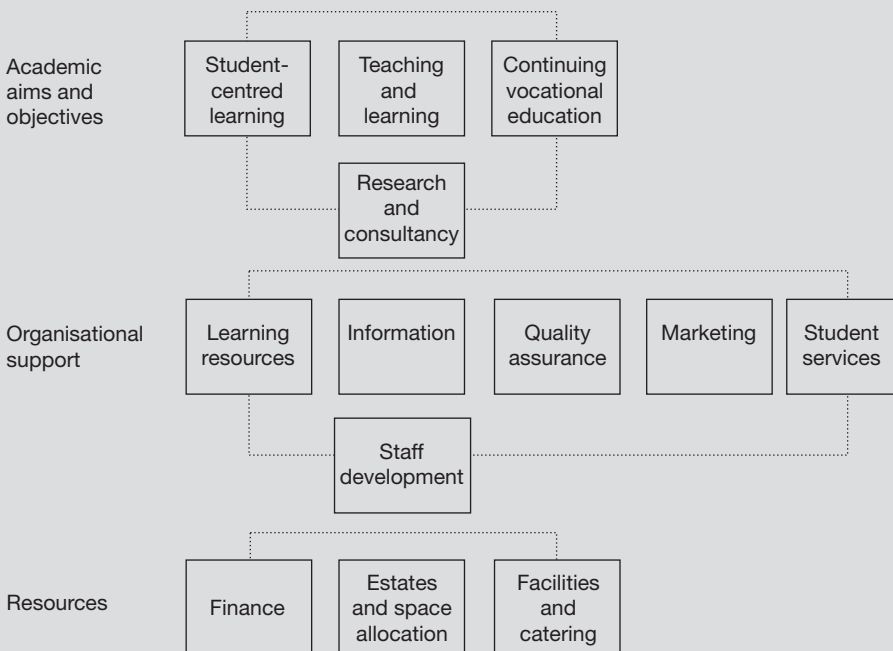 Academic
aims and
objectives
Student-
centred
learning
Teaching
and
learning
Continuing
vocational
education
Research
and
consultancy
Organisational
support
Learning
resources
Information
Quality
assurance
Marketing
Student
services
Staff
development
Resources
Finance
Estates
and space
allocation
Facilities
and
catering